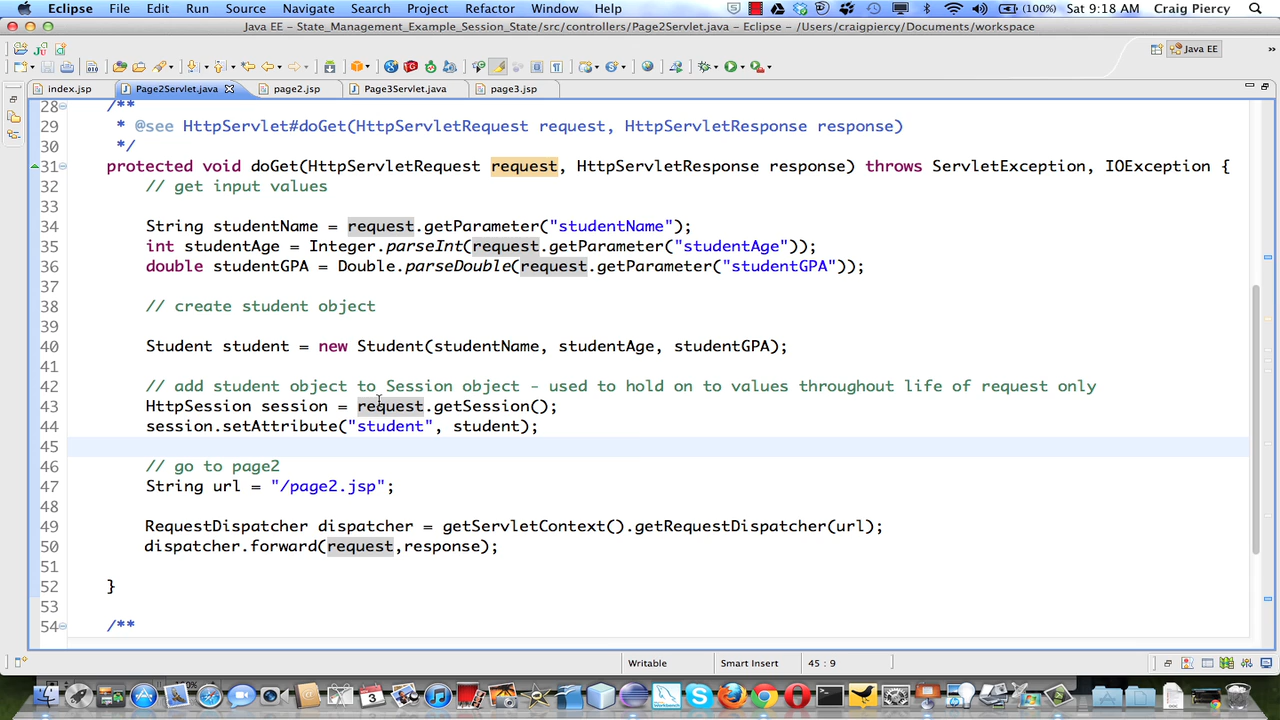 Eclipse File Edit Run Source Navigate Search Project Refactor Window Help (100%) Sat 9:18 AM Craig Piercy
Java EE - State_Management_Example_Session_State/src/controllers/Page2Servlet.java - Eclipse - /Users/craigpiercy/Documents/workspace
Java EE
index.jsp Page2Servlet.java page2.jsp Page3Servlet.java page3.jsp
28 /**
29 * @see HttpServlet#doGet(HttpServletRequest request, HttpServletResponse response)
30 */
31 protected void doGet(HttpServletRequest request, HttpServletResponse response) throws ServletException, IOException {
32 // get input values
33
34 String studentName = request.getParameter("studentName");
35 int studentAge = Integer.parseInt(request.getParameter("studentAge"));
36 double studentGPA = Double.parseDouble(request.getParameter("studentGPA"));
37
38 // create student object
39
40 Student student = new Student(studentName, studentAge, studentGPA);
41
42 // add student object to Session object - used to hold on to values throughout life of request only
43 HttpSession session = request.getSession();
44 session.setAttribute("student", student);
45
46 // go to page2
47 String url = "/page2.jsp";
48
49 RequestDispatcher dispatcher = getServletContext().getRequestDispatcher(url);
50 dispatcher.forward(request,response);
51
52 }
53
54 /**
Writable Smart Insert 45 : 9